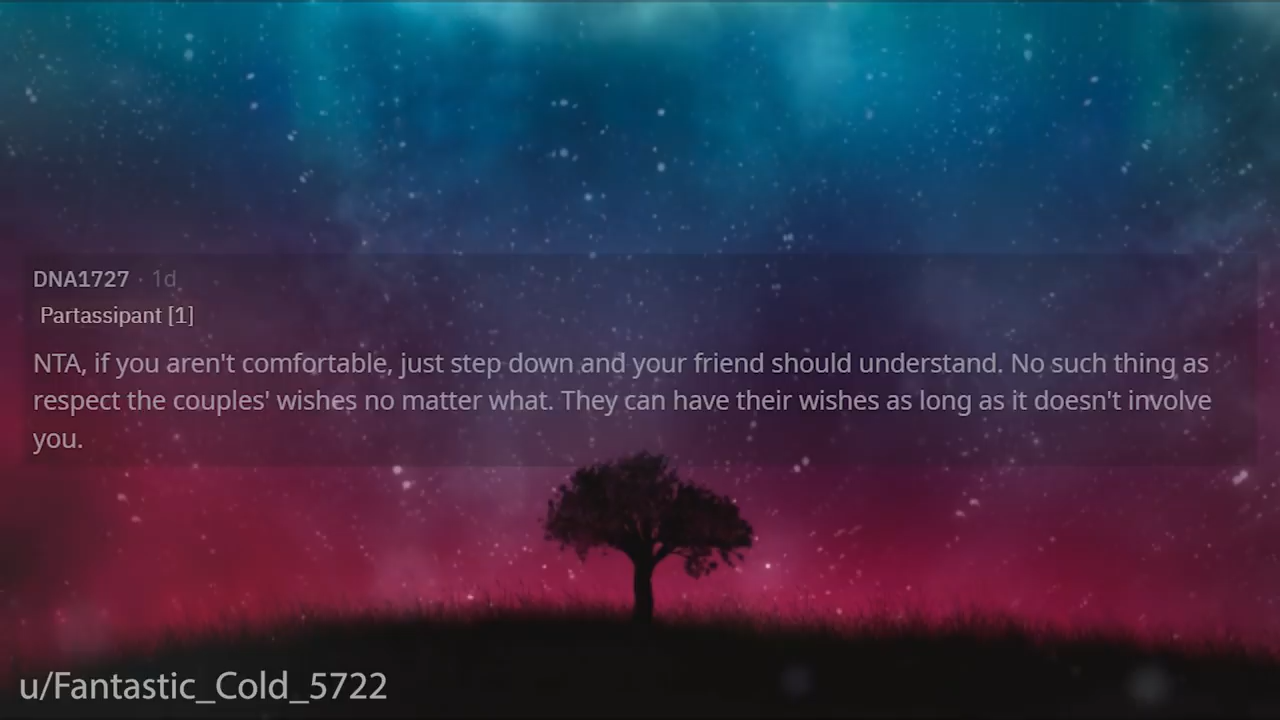 DNA1727 · 1d
Partassipant [1]
NTA, if you aren't comfortable, just step down and your friend should understand. No such thing as
respect the couples' wishes no matter what. They can have their wishes as long as it doesn't involve
you.
u/Fantastic_Cold_5722